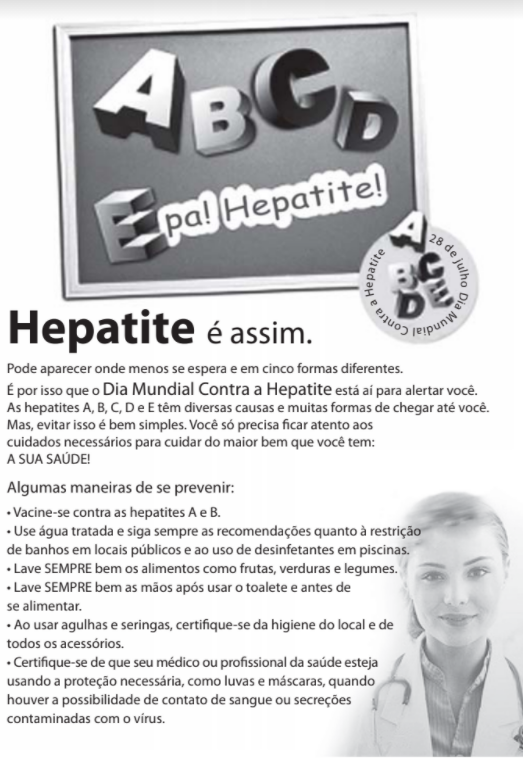 A B C D
Epa! Hepatite!
28 de julho Dia Mundial Contra a Hepatite
A B C D E
Hepatite é assim.
Pode aparecer onde menos se espera e em cinco formas diferentes.
É por isso que o Dia Mundial Contra a Hepatite está aí para alertar você.
As hepatites A, B, C, D e E têm diversas causas e muitas formas de chegar até você.
Mas, evitar isso é bem simples. Você só precisa ficar atento aos
cuidados necessários para cuidar do maior bem que você tem:
A SUA SAÚDE!
Algumas maneiras de se prevenir:
• Vacine-se contra as hepatites A e B.
• Use água tratada e siga sempre as recomendações quanto à restrição
de banhos em locais públicos e ao uso de desinfetantes em piscinas.
• Lave SEMPRE bem os alimentos como frutas, verduras e legumes.
• Lave SEMPRE bem as mãos após usar o toalete e antes de
se alimentar.
• Ao usar agulhas e seringas, certifique-se da higiene do local e de
todos os acessórios.
• Certifique-se de que seu médico ou profissional da saúde esteja
usando a proteção necessária, como luvas e máscaras, quando
houver a possibilidade de contato de sangue ou secreções
contaminadas com o vírus.